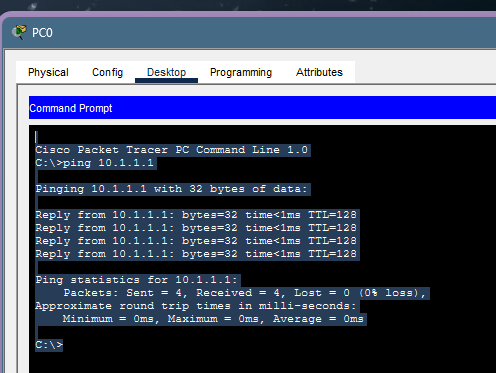 PC0
Physical Config Desktop Programming Attributes
Command Prompt
Cisco Packet Tracer PC Command Line 1.0
C:\>ping 10.1.1.1
Pinging 10.1.1.1 with 32 bytes of data:
Reply from 10.1.1.1: bytes=32 time<1ms TTL=128
Reply from 10.1.1.1: bytes=32 time<1ms TTL=128
Reply from 10.1.1.1: bytes=32 time<1ms TTL=128
Reply from 10.1.1.1: bytes=32 time<1ms TTL=128
Ping statistics for 10.1.1.1:
    Packets: Sent = 4, Received = 4, Lost = 0 (0% loss),
Approximate round trip times in milli-seconds:
    Minimum = 0ms, Maximum = 0ms, Average = 0ms
C:\>